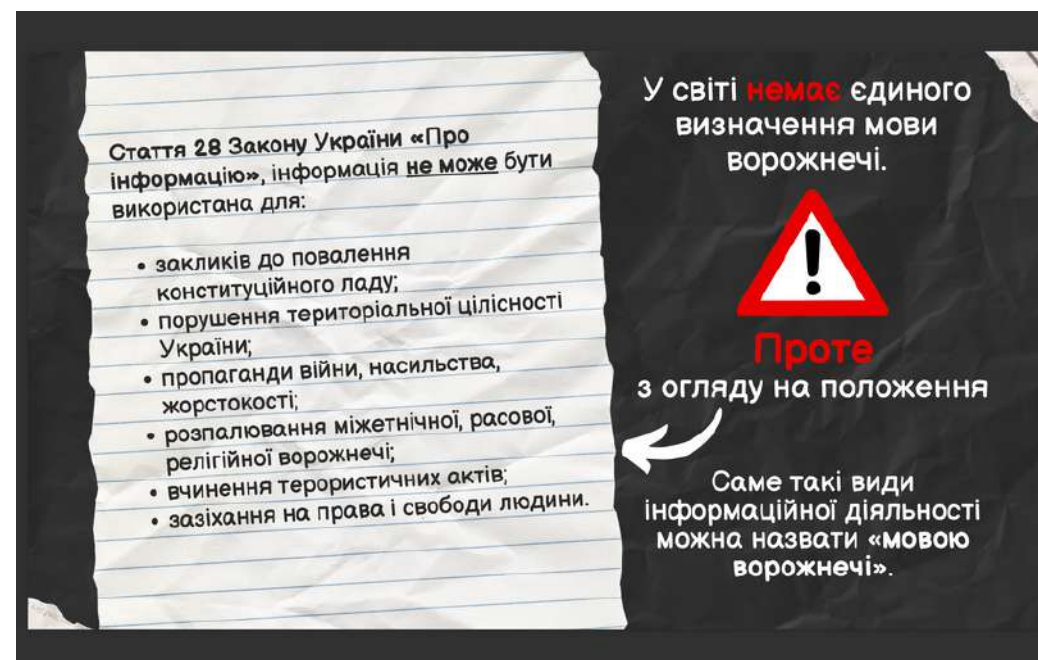 Стаття 28 Закону України «Про
інформацію», інформація не може бути
використана для:
• закликів до повалення
конституційного ладу;
• порушення територіальної цілісності
України;
• пропаганди війни, насильства,
жорстокості;
• розпалювання міжетнічної, расової,
релігійної ворожнечі;
• вчинення терористичних актів;
• зазіхання на права і свободи людини.
У світі немає єдиного
визначення мови
ворожнечі.
Проте
з огляду на положення
Саме такі види
інформаційної діяльності
можна назвати «мовою
ворожнечі».